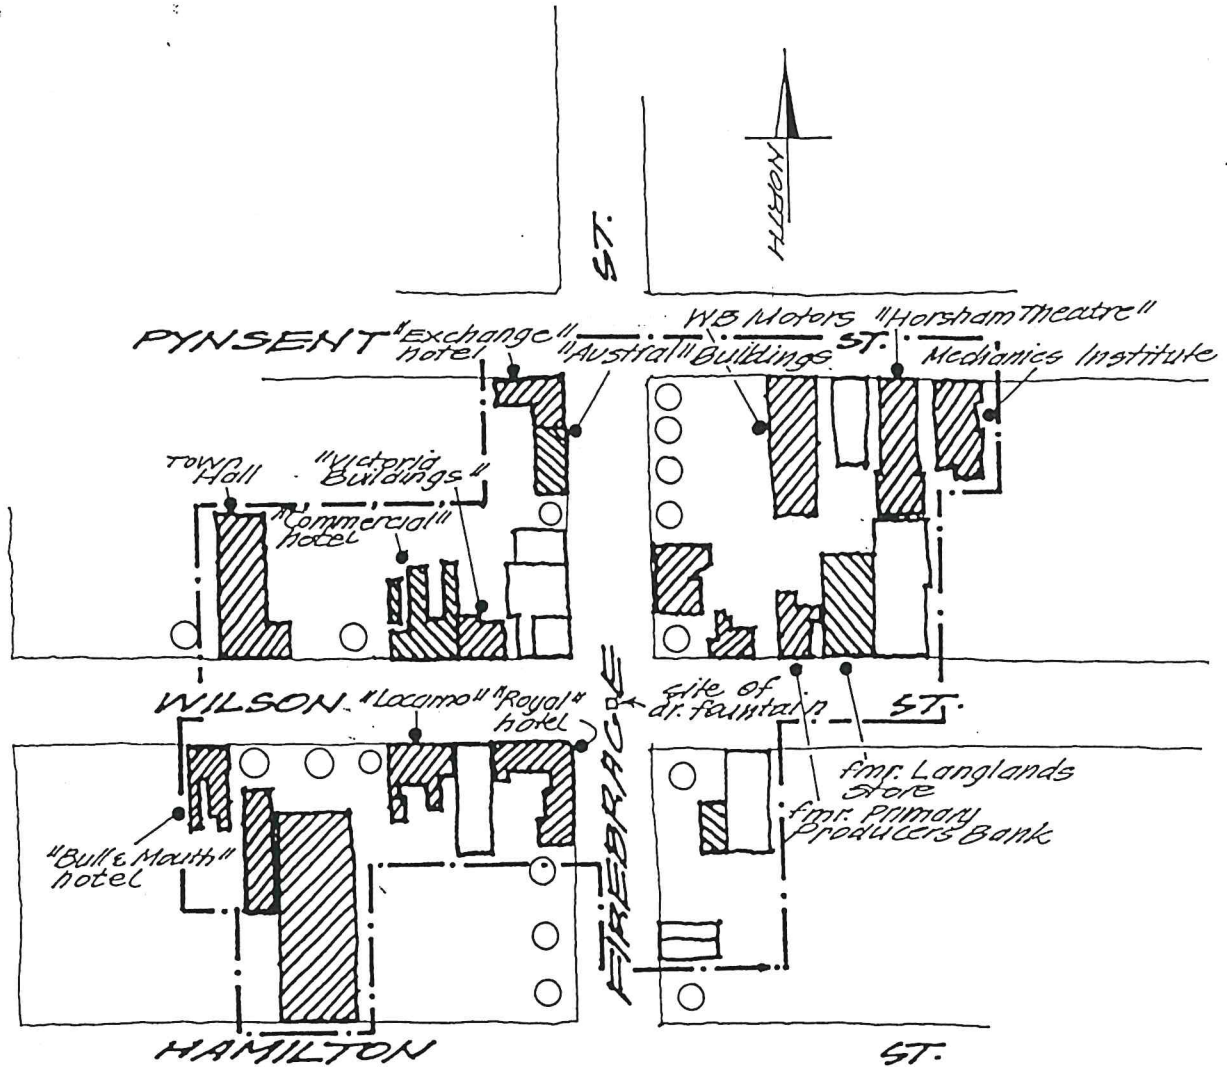 NORTH
ST.
PYNSENT
"Exchange"
hotel
"Austral" Buildings
WB Motors
"Horsham Theatre"
ST.
Mechanics Institute
Town
Hall
"Victoria
Buildings"
"Commercial"
hotel
WILSON
"Locarno"
"Royal"
hotel
site of
dr. fountain
ST.
FIREBRACE
fmr. Langlands
Store
fmr. Primary
Producers Bank
"Bull & Mouth"
hotel
HAMILTON
ST.